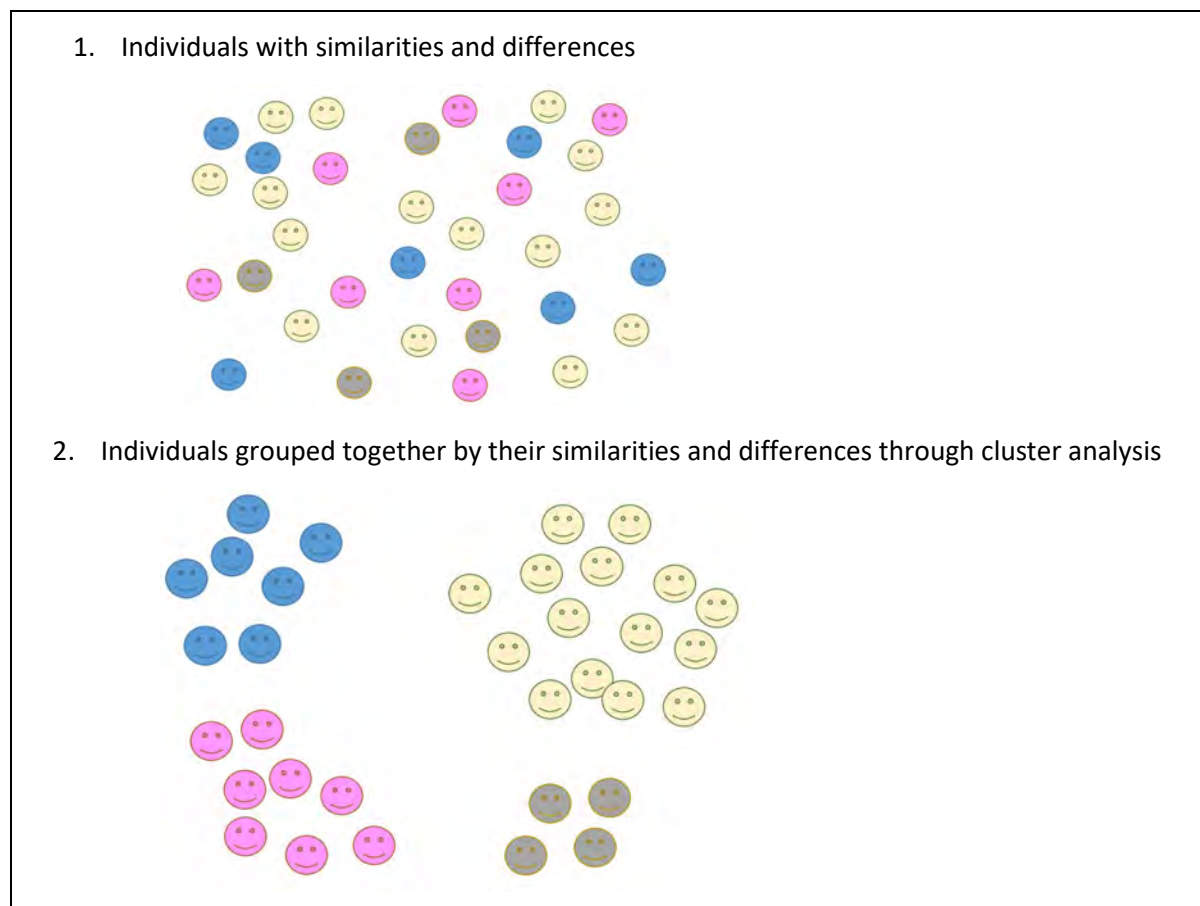 1. Individuals with similarities and differences
2. Individuals grouped together by their similarities and differences through cluster analysis